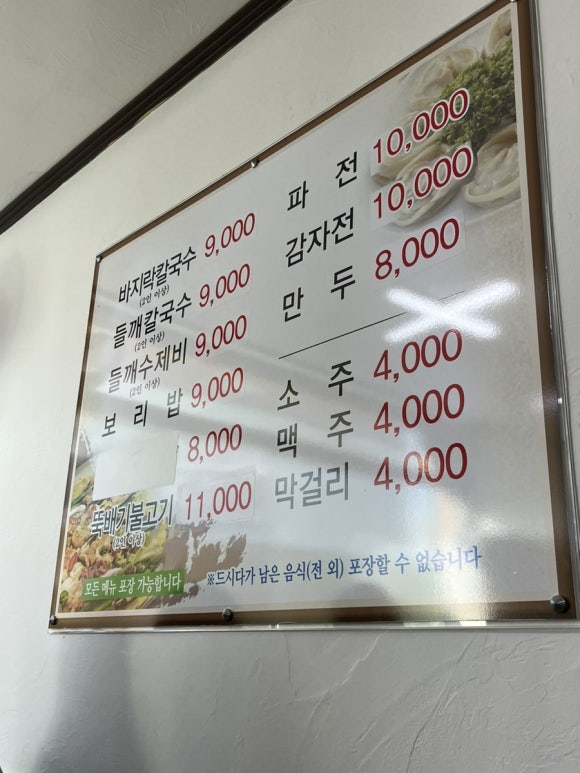 바지락칼국수 9,000
(2인 이상)
들깨칼국수 9,000
(2인 이상)
들깨수제비 9,000
(2인 이상)
보리밥 9,000
8,000
뚝배기불고기 11,000
(2인 이상)
모든 메뉴 포장 가능합니다
파전 10,000
감자전 10,000
만두 8,000
소주 4,000
맥주 4,000
막걸리 4,000
※드시다가 남은 음식(전 외) 포장할 수 없습니다